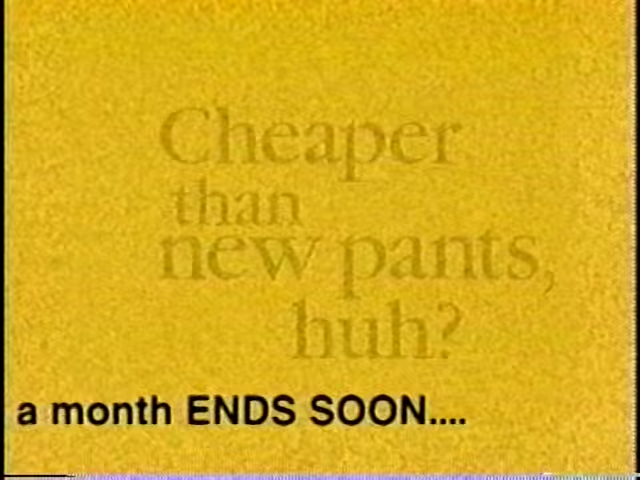 Cheaper
than
new pants,
huh?
a month ENDS SOON....